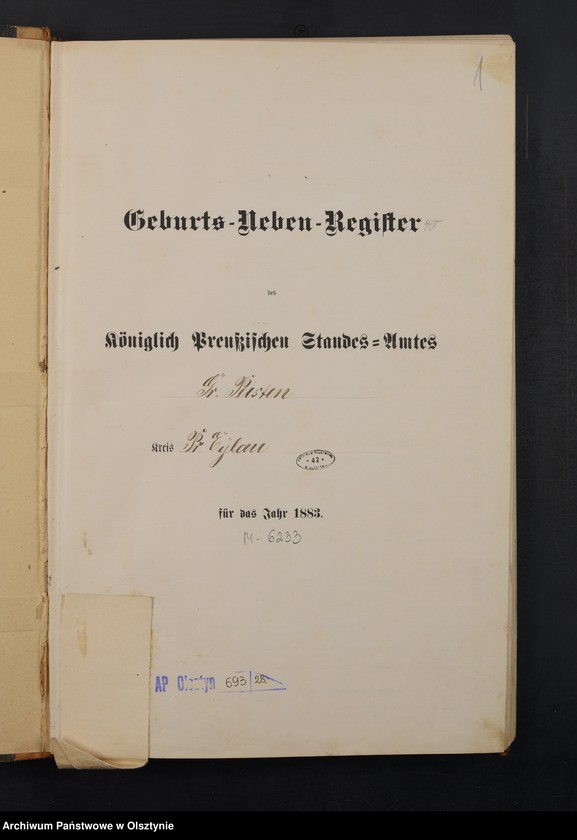 1
Geburts-Neben-Register
des
Königlich Preußischen Standes-Amtes
Gr. Peisten
Kreis Pr. Eylau
42
für das Jahr 1883.
M-6233
AP Olsztyn 693/28
Archiwum Państwowe w Olsztynie